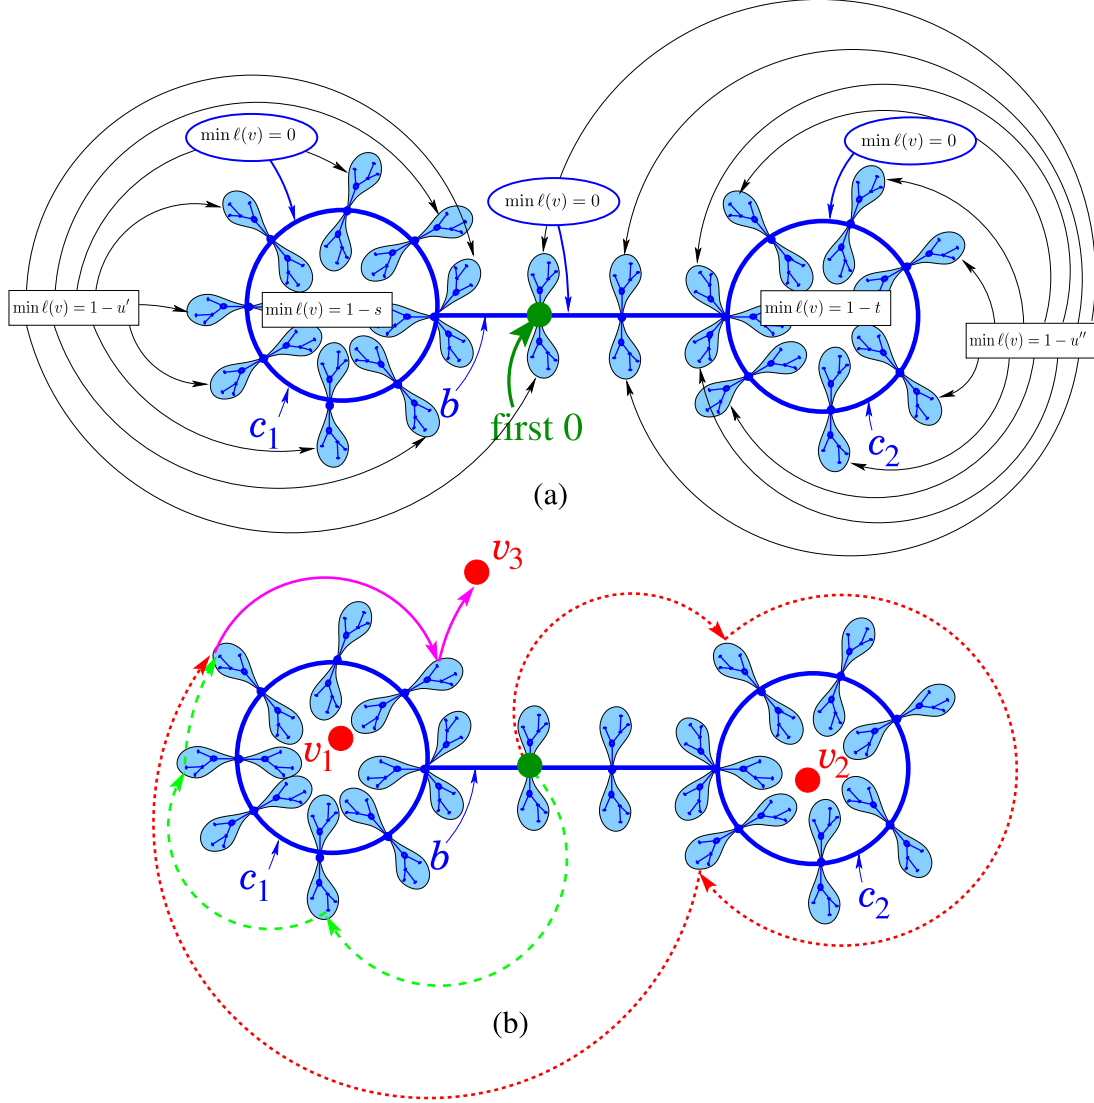 min ℓ(v) = 0
min ℓ(v) = 0
min ℓ(v) = 0
min ℓ(v) = 1 − u′
min ℓ(v) = 1 − s
min ℓ(v) = 1 − t
min ℓ(v) = 1 − u″
b
c₁
first 0
c₂
(a)
v₃
v₁
v₂
b
c₁
c₂
(b)